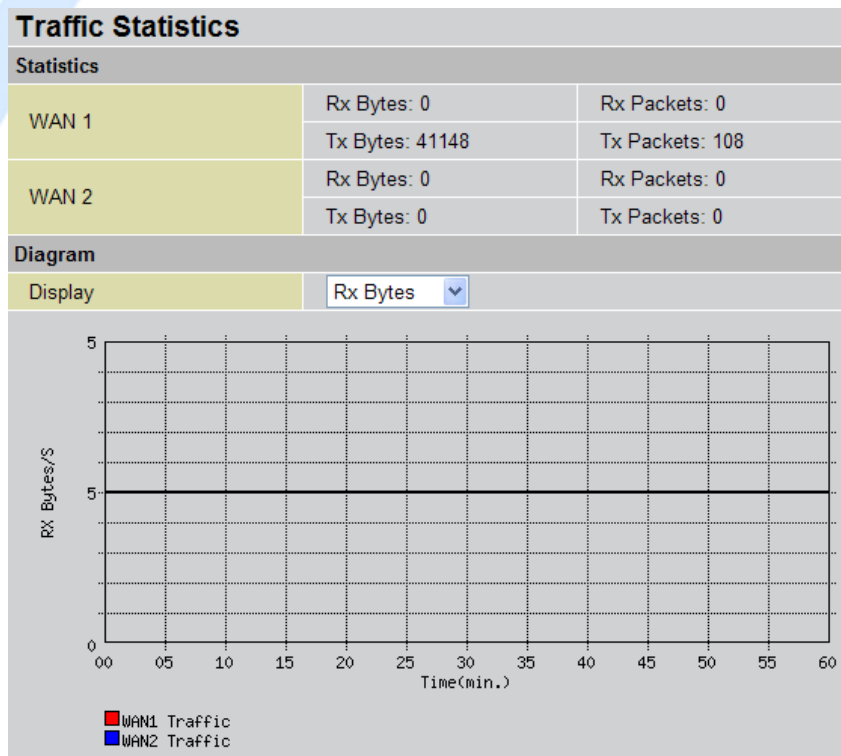 Traffic Statistics
Statistics
WAN 1
Rx Bytes: 0
Rx Packets: 0
Tx Bytes: 41148
Tx Packets: 108
WAN 2
Rx Bytes: 0
Rx Packets: 0
Tx Bytes: 0
Tx Packets: 0
Diagram
Display
Rx Bytes
5
5
0
RX Bytes/S
00 05 10 15 20 25 30 35 40 45 50 55 60
Time(min.)
WAN1 Traffic
WAN2 Traffic